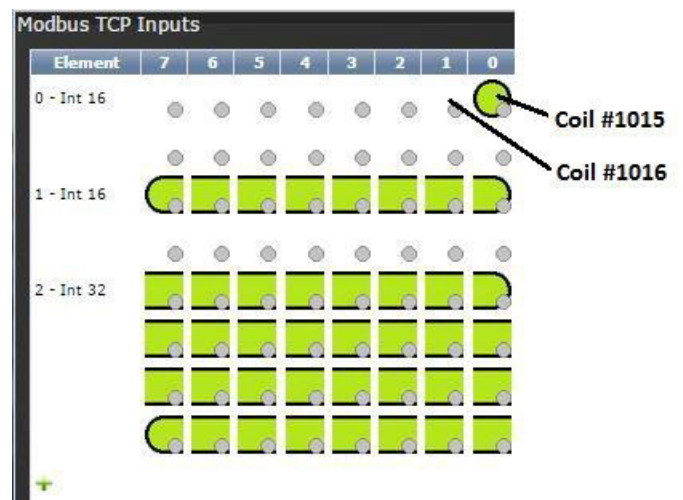 Modbus TCP Inputs
Element 7 6 5 4 3 2 1 0
0 - Int 16
Coil #1015
Coil #1016
1 - Int 16
2 - Int 32